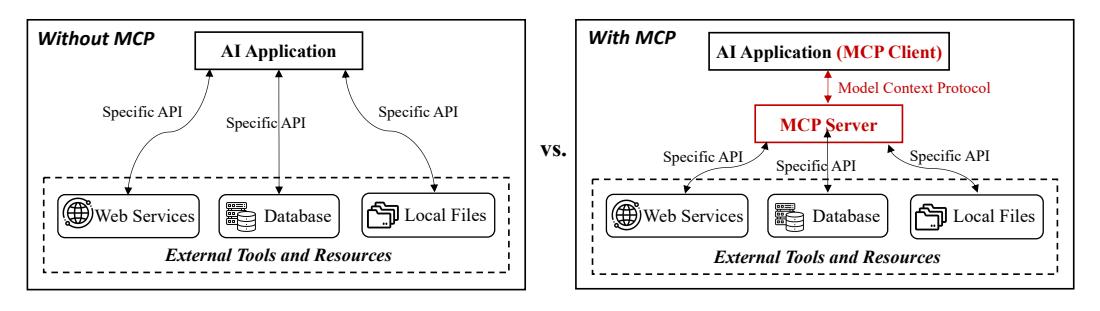 Without MCP
AI Application
Specific API
Specific API
Specific API
Web Services
Database
Local Files
External Tools and Resources
vs.
With MCP
AI Application (MCP Client)
Model Context Protocol
MCP Server
Specific API
Specific API
Specific API
Web Services
Database
Local Files
External Tools and Resources